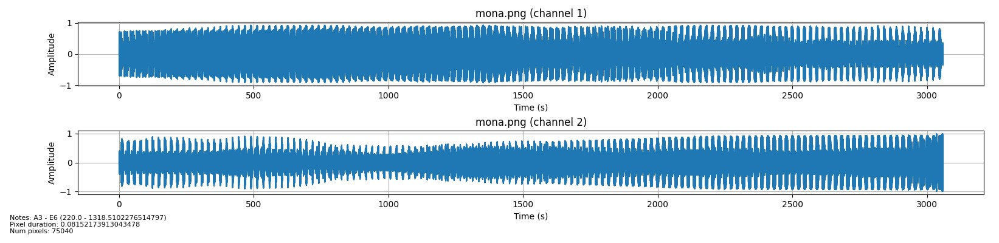 mona.png (channel 1)
1
0
−1
Amplitude
0
500
1000
1500
2000
2500
3000
Time (s)
mona.png (channel 2)
1
0
−1
Amplitude
0
500
1000
1500
2000
2500
3000
Time (s)
Notes: A3 - E6 (220.0 - 1318.5102276514797)
Pixel duration: 0.08152173913043478
Num pixels: 75040